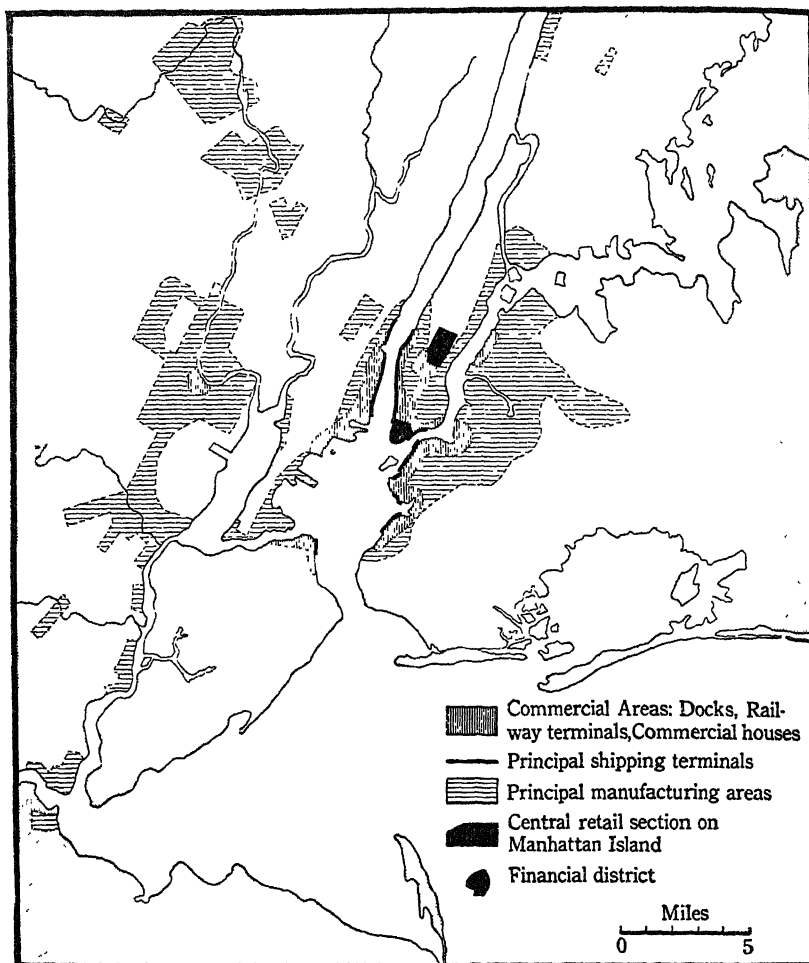 Commercial Areas: Docks, Rail-
way terminals, Commercial houses
Principal shipping terminals
Principal manufacturing areas
Central retail section on
Manhattan Island
Financial district
Miles
0 5